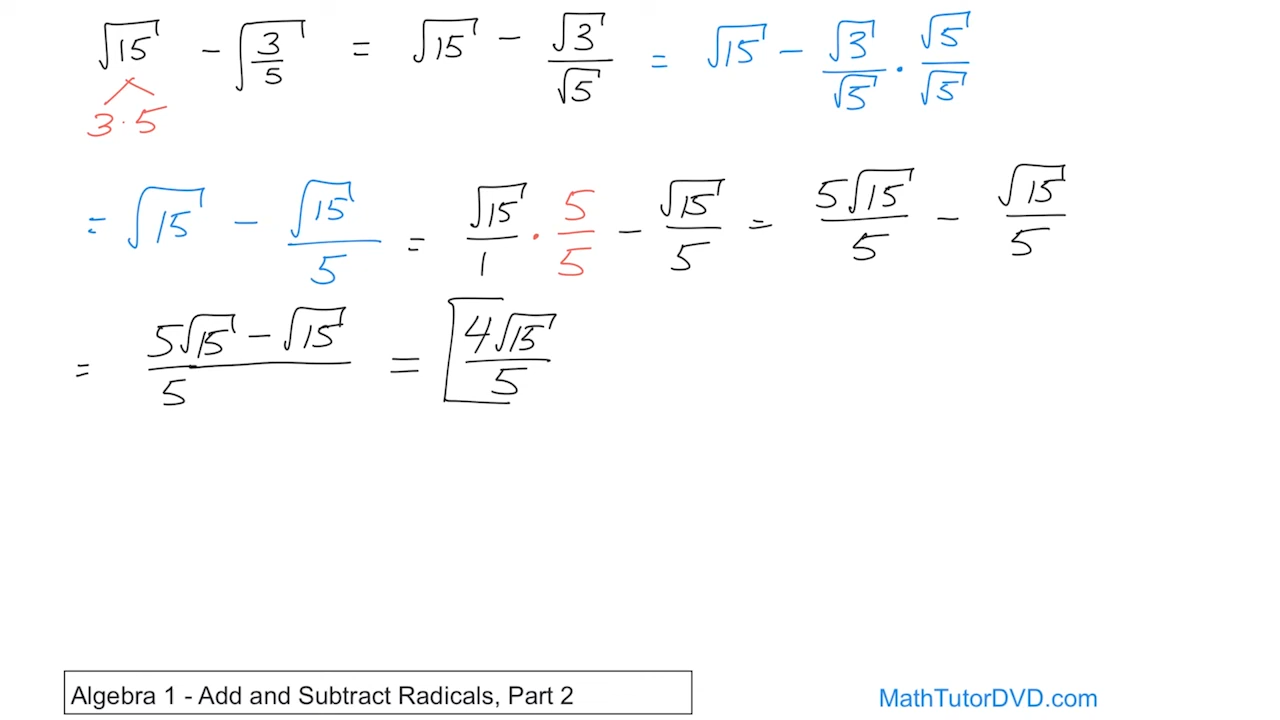 √15 - √(3/5) = √15 - √3/√5 = √15 - √3/√5 · √5/√5
3·5
= √15 - √15/5 = √15/1 · 5/5 - √15/5 = 5√15/5 - √15/5
= (5√15 - √15)/5 = 4√15/5
Algebra 1 - Add and Subtract Radicals, Part 2
MathTutorDVD.com